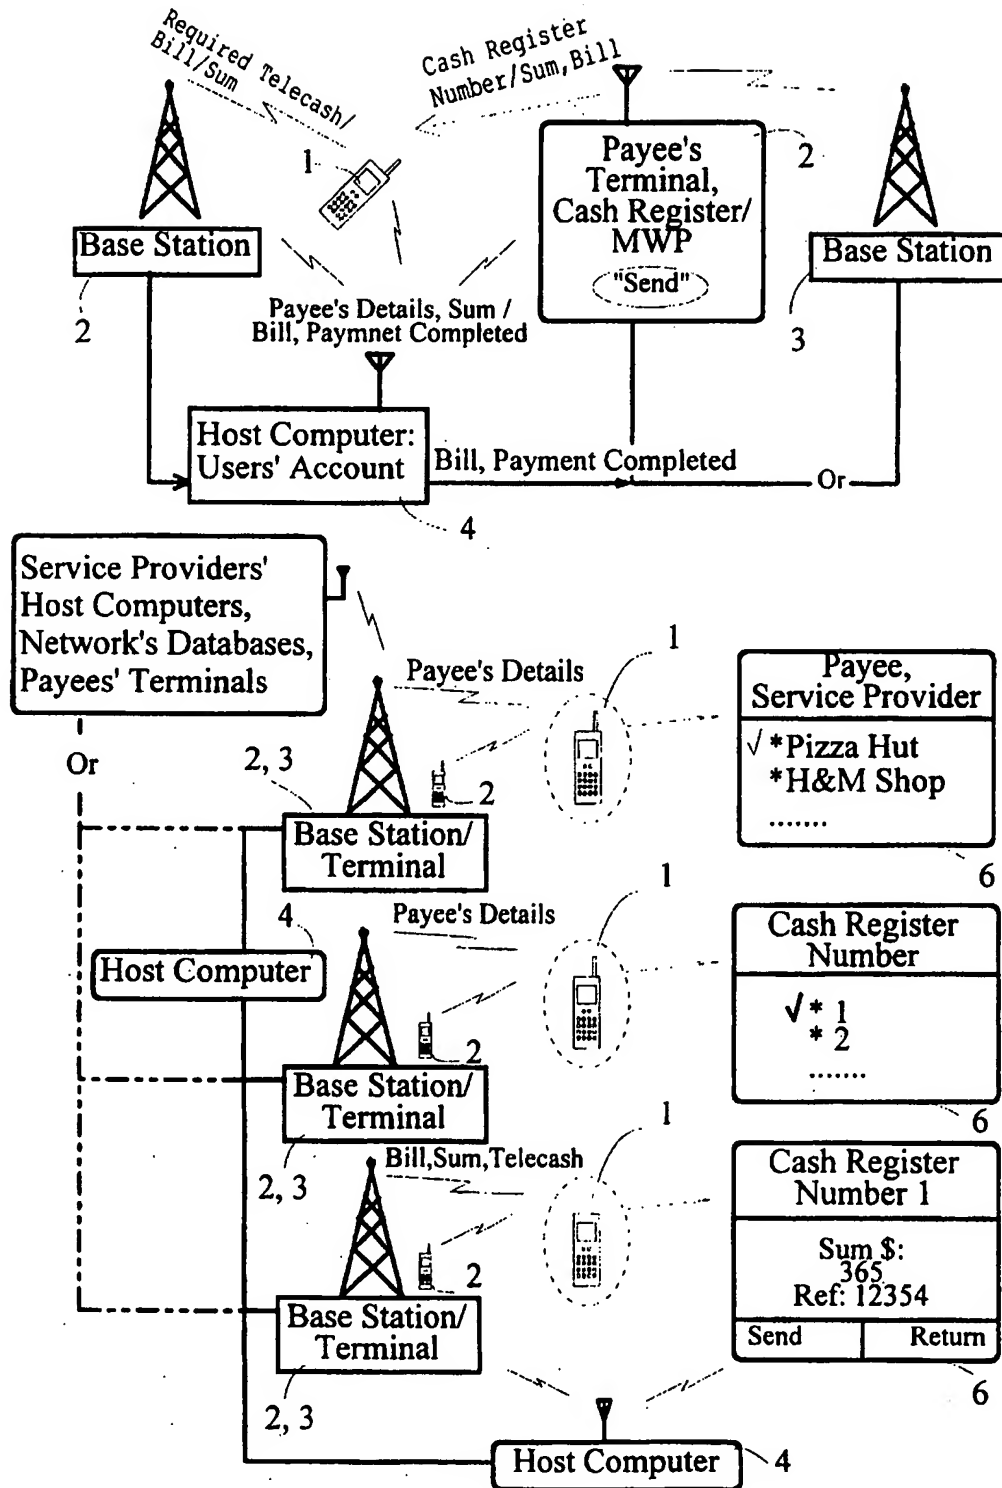 Required Telecash/
Bill/Sum
Cash Register
Number/Sum,Bill
1
2
Payee's
Terminal,
Cash Register/
MWP
"Send"
Base Station
2
Base Station
3
Payee's Details, Sum /
Bill, Paymnet Completed
Host Computer:
Users' Account
Bill, Payment Completed
Or
4
Service Providers'
Host Computers,
Network's Databases,
Payees' Terminals
Or
Payee's Details
1
2, 3
2
Base Station/
Terminal
Payee,
Service Provider
√ *Pizza Hut
*H&M Shop
.......
6
4
Host Computer
Payee's Details
1
2
Base Station/
Terminal
2, 3
Cash Register
Number
√ * 1
* 2
.......
6
Bill,Sum,Telecash
1
2
Base Station/
Terminal
2, 3
Cash Register
Number 1
Sum $:
365
Ref: 12354
Send
Return
6
Host Computer
4